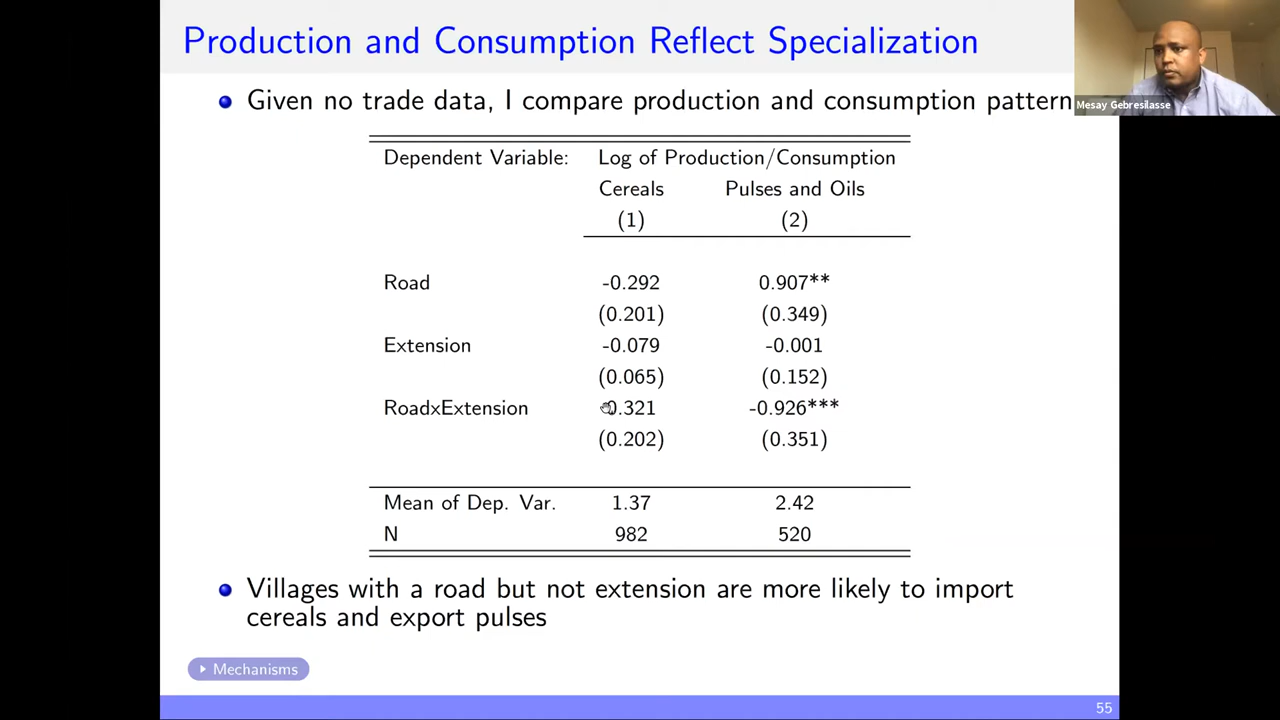 Production and Consumption Reflect Specialization
Given no trade data, I compare production and consumption pattern
Mesay Gebresilasse
Dependent Variable: Log of Production/Consumption
Cereals Pulses and Oils
(1) (2)
Road -0.292 0.907**
(0.201) (0.349)
Extension -0.079 -0.001
(0.065) (0.152)
RoadxExtension 0.321 -0.926***
(0.202) (0.351)
Mean of Dep. Var. 1.37 2.42
N 982 520
Villages with a road but not extension are more likely to import
cereals and export pulses
Mechanisms
55